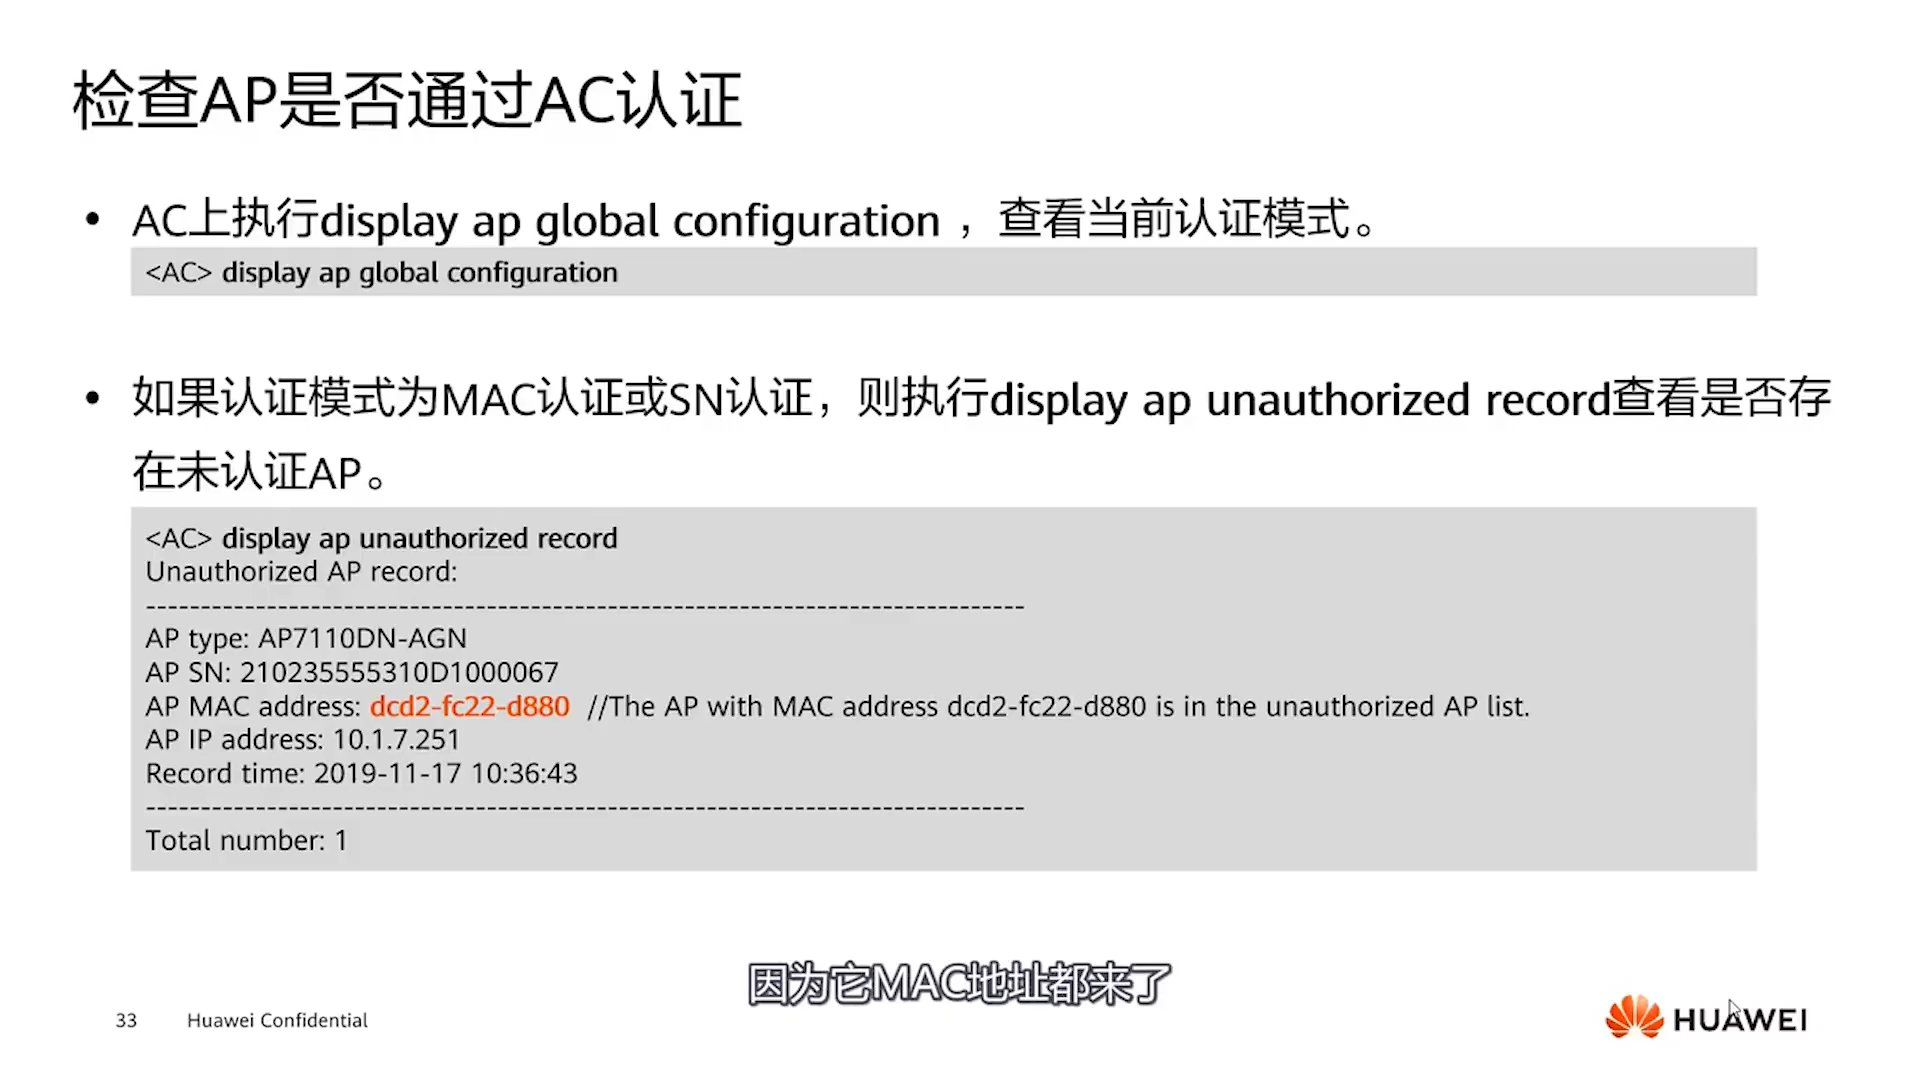 检查AP是否通过AC认证
• AC上执行display ap global configuration ，查看当前认证模式。
<AC> display ap global configuration
• 如果认证模式为MAC认证或SN认证，则执行display ap unauthorized record查看是否存
在未认证AP。
<AC> display ap unauthorized record
Unauthorized AP record:
--------------------------------------------------------------------------------
AP type: AP7110DN-AGN
AP SN: 210235555310D1000067
AP MAC address: dcd2-fc22-d880 //The AP with MAC address dcd2-fc22-d880 is in the unauthorized AP list.
AP IP address: 10.1.7.251
Record time: 2019-11-17 10:36:43
--------------------------------------------------------------------------------
Total number: 1
因为它MAC地址都来了
33 Huawei Confidential
HUAWEI